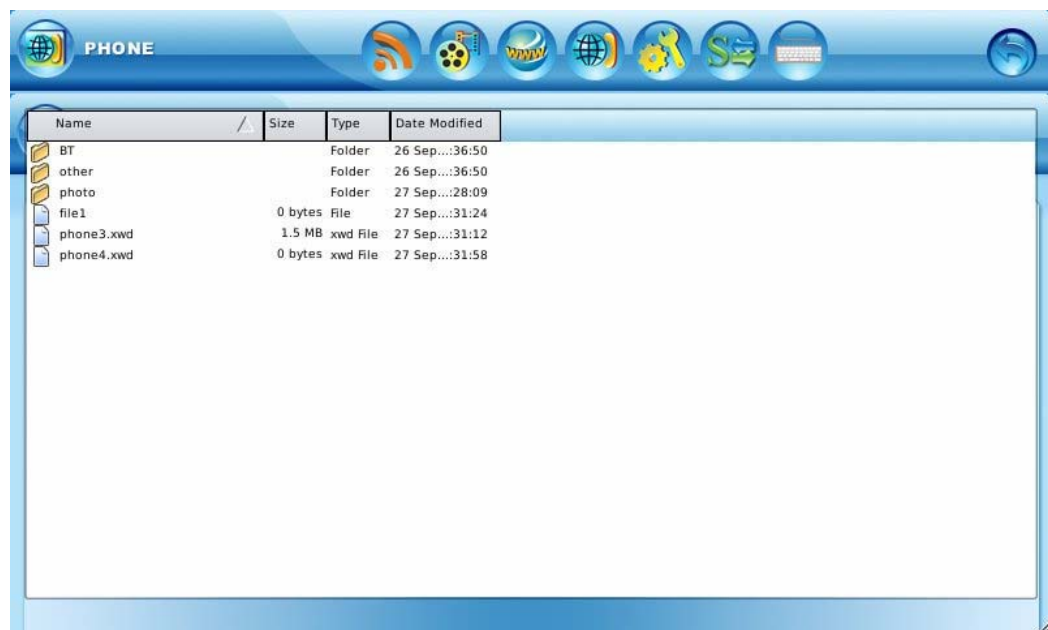 PHONE
www
S
Name Size Type Date Modified
BT Folder 26 Sep...:36:50
other Folder 26 Sep...:36:50
photo Folder 27 Sep...:28:09
file1 0 bytes File 27 Sep...:31:24
phone3.xwd 1.5 MB xwd File 27 Sep...:31:12
phone4.xwd 0 bytes xwd File 27 Sep...:31:58